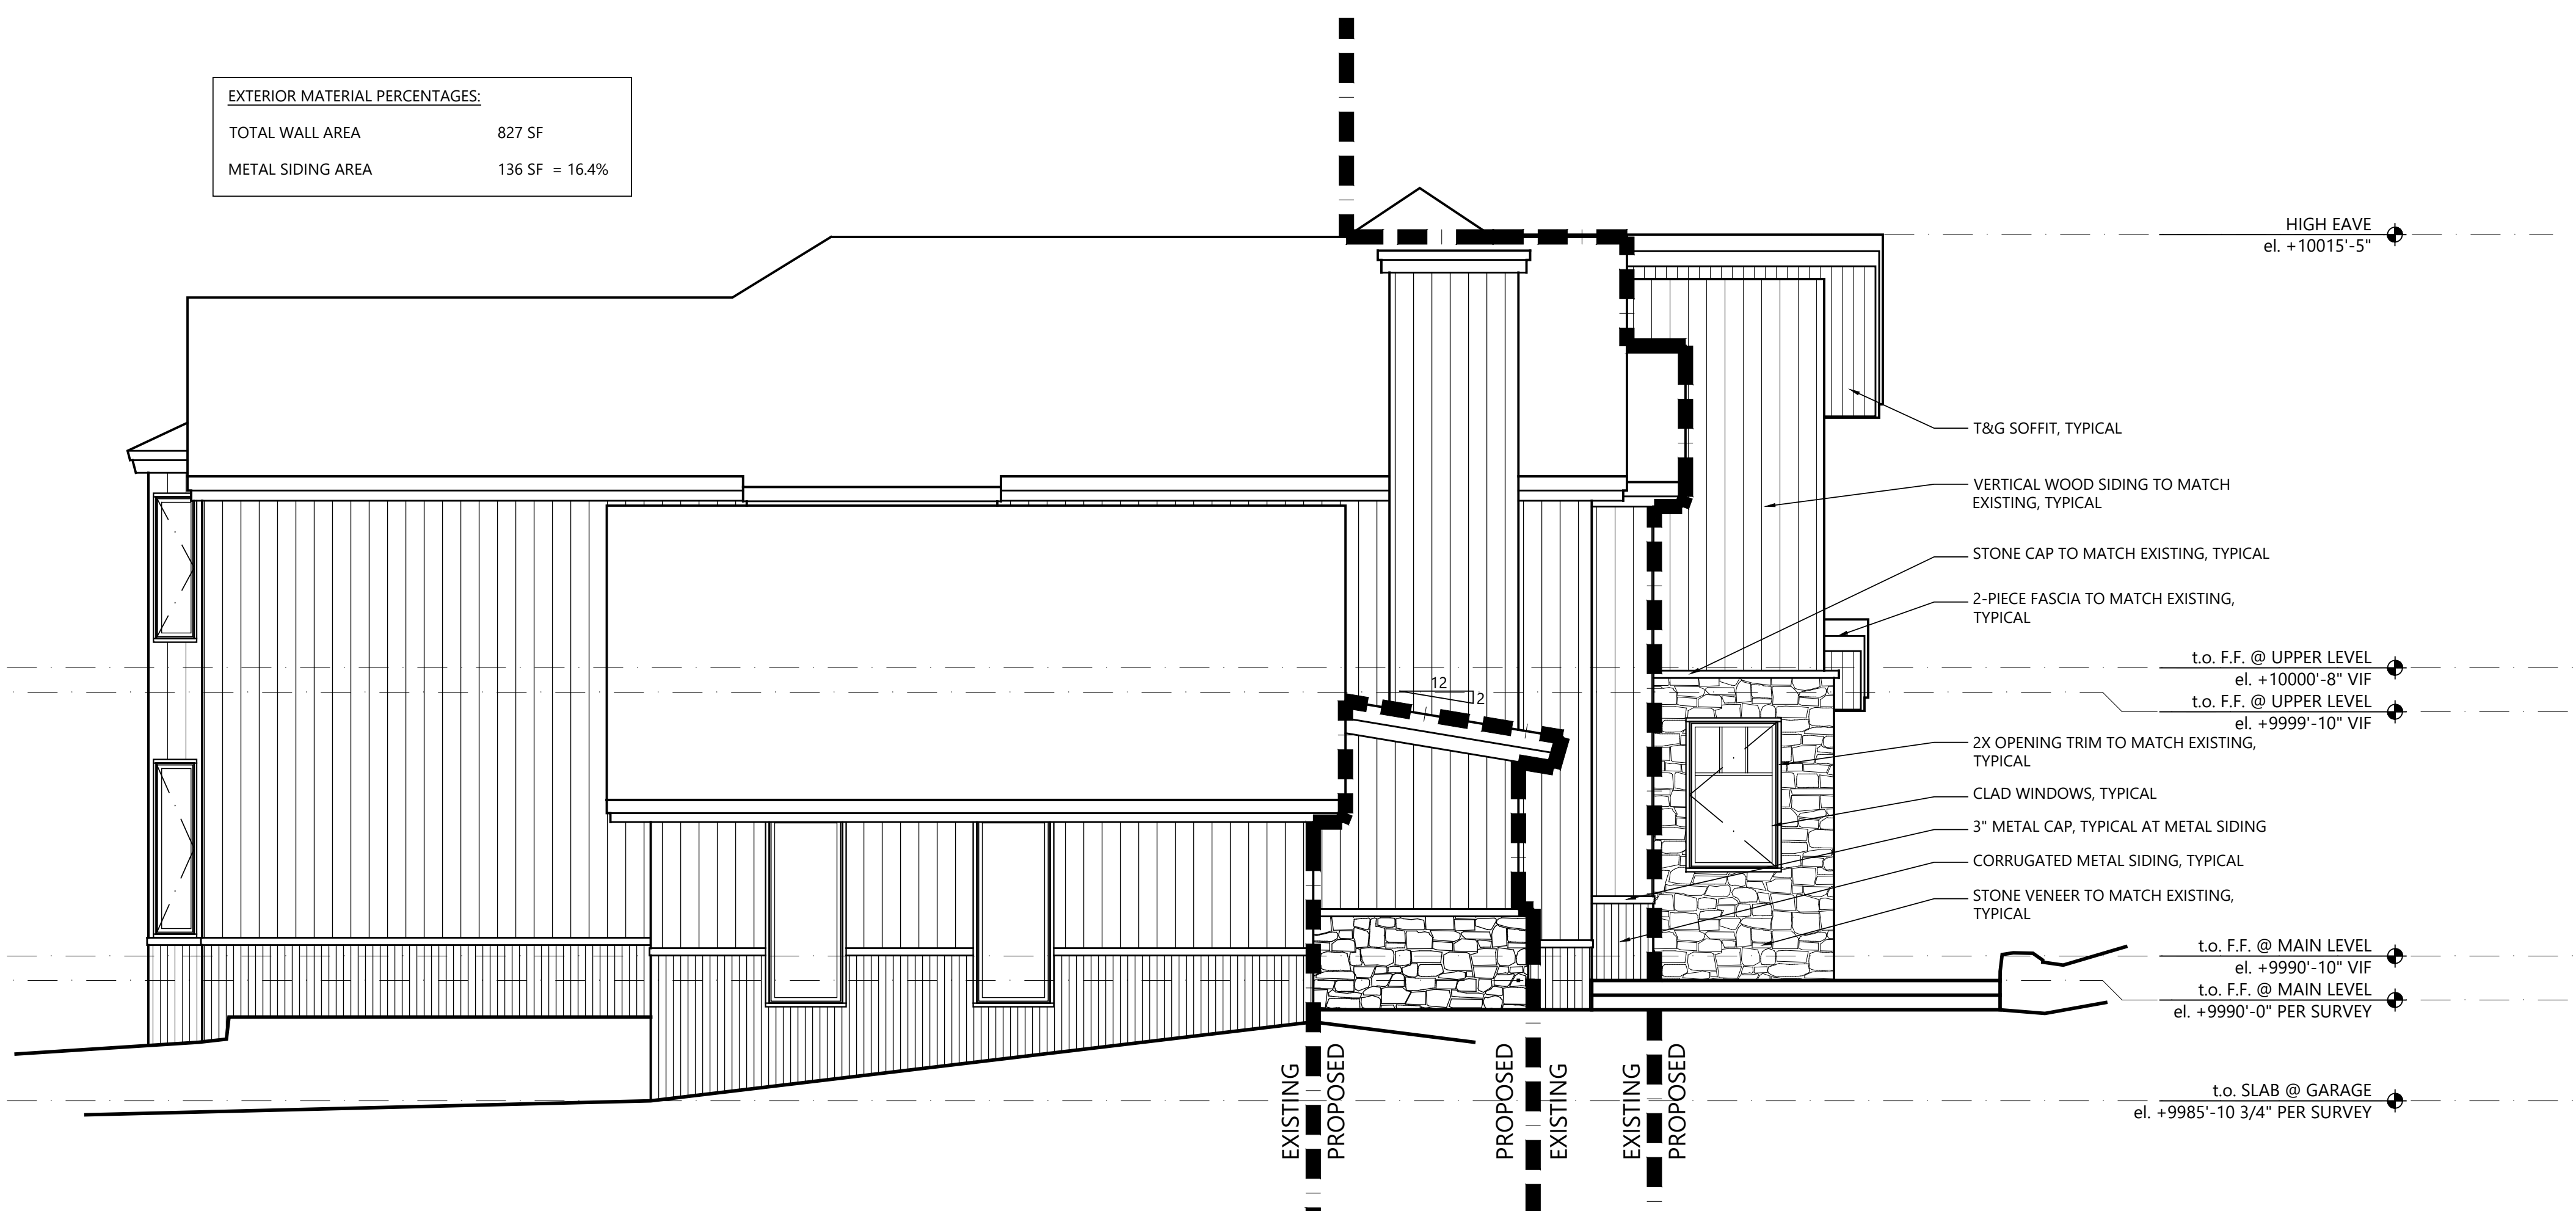 EXTERIOR MATERIAL PERCENTAGES:
TOTAL WALL AREA 827 SF
METAL SIDING AREA 136 SF = 16.4%
HIGH EAVE
el. +10015'-5"
T&G SOFFIT, TYPICAL
VERTICAL WOOD SIDING TO MATCH
EXISTING, TYPICAL
STONE CAP TO MATCH EXISTING, TYPICAL
2-PIECE FASCIA TO MATCH EXISTING,
TYPICAL
t.o. F.F. @ UPPER LEVEL
el. +10000'-8" VIF
t.o. F.F. @ UPPER LEVEL
el. +9999'-10" VIF
12
2
2X OPENING TRIM TO MATCH EXISTING,
TYPICAL
CLAD WINDOWS, TYPICAL
3" METAL CAP, TYPICAL AT METAL SIDING
CORRUGATED METAL SIDING, TYPICAL
STONE VENEER TO MATCH EXISTING,
TYPICAL
t.o. F.F. @ MAIN LEVEL
el. +9990'-10" VIF
t.o. F.F. @ MAIN LEVEL
el. +9990'-0" PER SURVEY
t.o. SLAB @ GARAGE
el. +9985'-10 3/4" PER SURVEY
EXISTING
PROPOSED
PROPOSED
EXISTING
EXISTING
PROPOSED